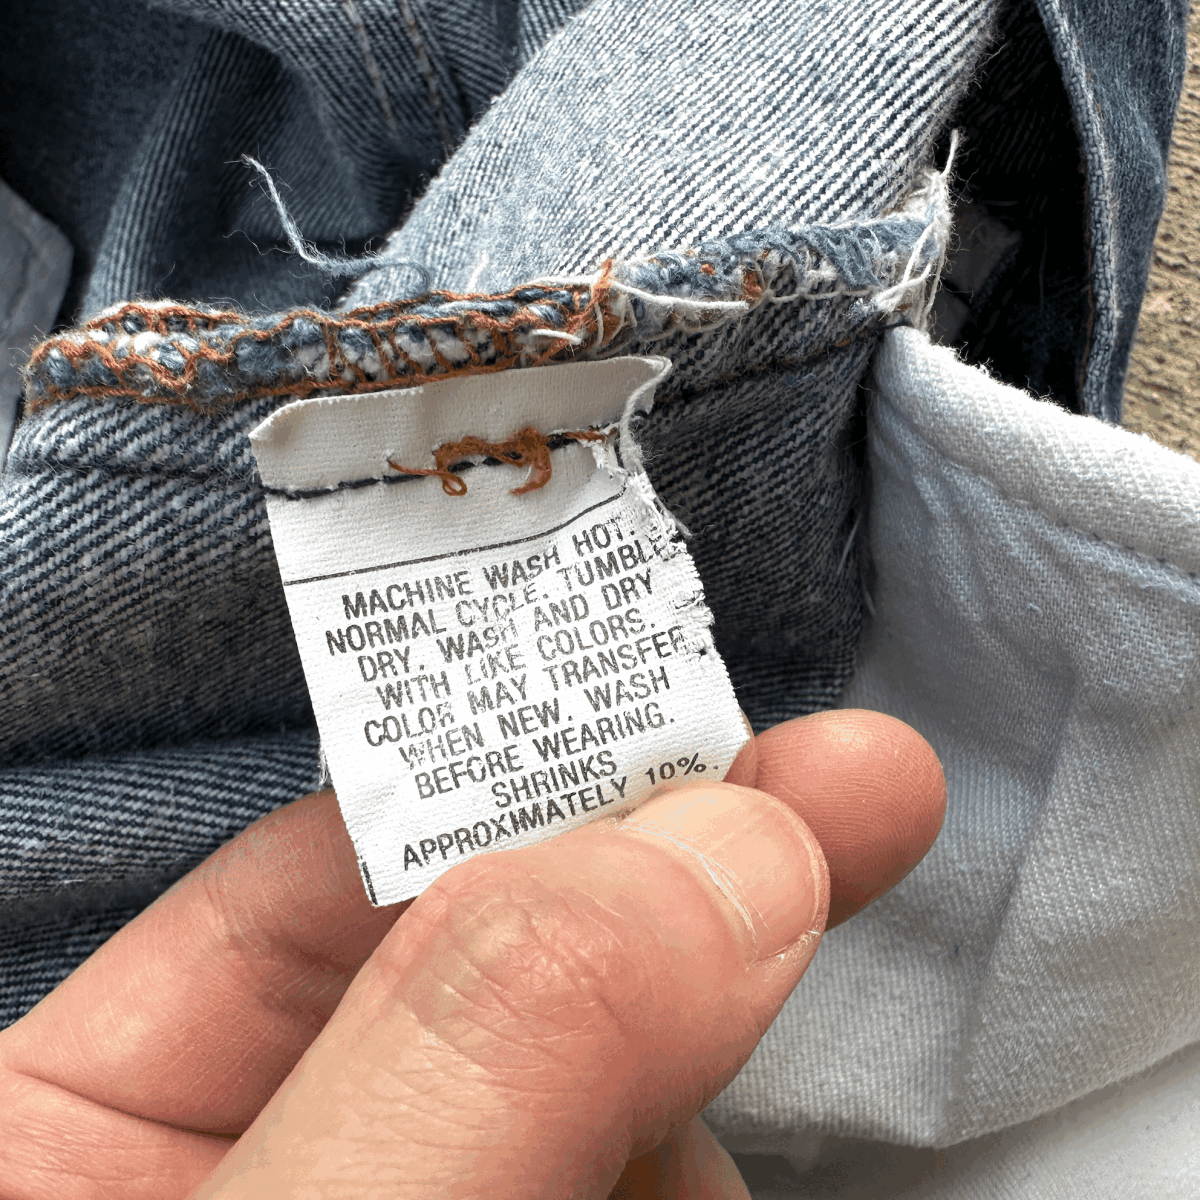 MACHINE WASH HOT.
NORMAL CYCLE. TUMBLE
DRY. WASH AND DRY
WITH LIKE COLORS.
COLOR MAY TRANSFER
WHEN NEW. WASH
BEFORE WEARING.
SHRINKS
APPROXIMATELY 10%.